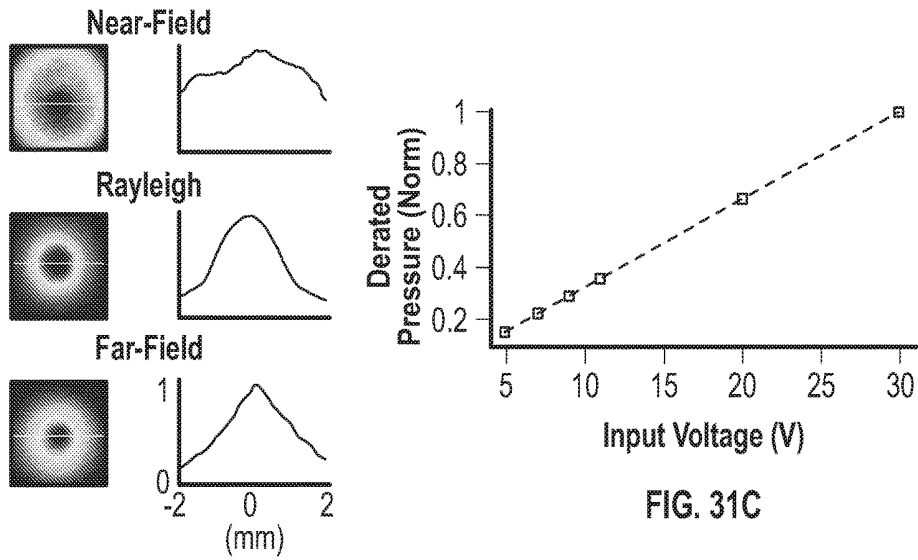 Near-Field
Rayleigh
Far-Field
1
0
-2 0 2
(mm)
Derated
Pressure (Norm)
1
0.8
0.6
0.4
0.2
5 10 15 20 25 30
Input Voltage (V)
FIG. 31C